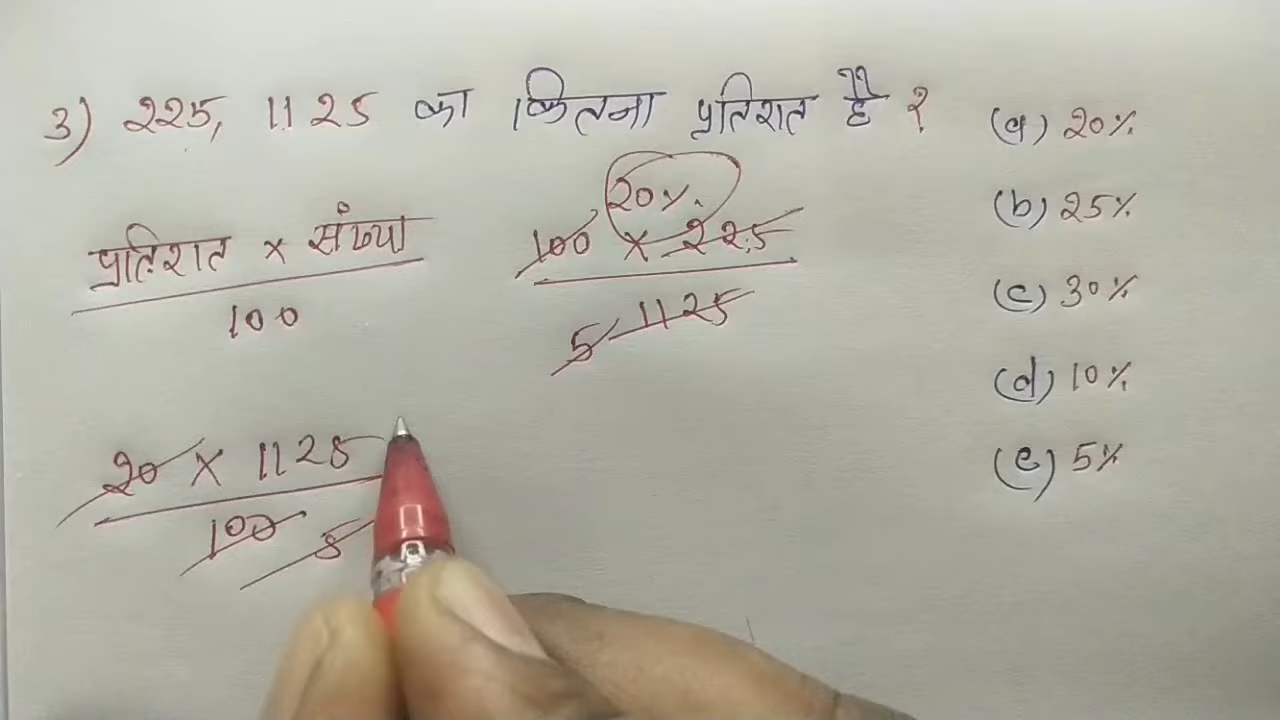 3) 225, 1125 का कितना प्रतिशत है ?
प्रतिशत × संख्या
100
20%
100 × 225
1125
5
20 × 1125
100 5
(a) 20%
(b) 25%
(c) 30%
(d) 10%
(e) 5%